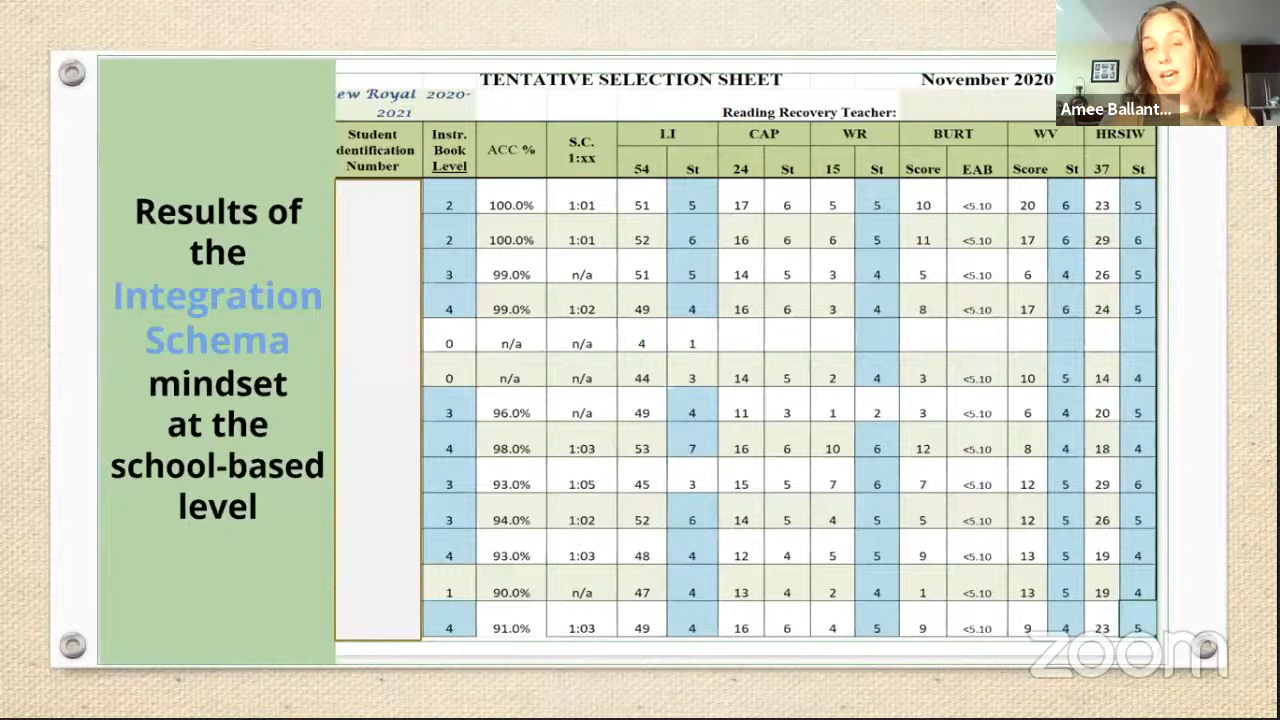 Amee Ballant...
Results of
the
Integration
Schema
mindset
at the
school-based
level
TENTATIVE SELECTION SHEET November 2020
ew Royal 2020-
2021
Reading Recovery Teacher:
Student
dentification
Number
Instr.
Book
Level
ACC %
S.C.
1:xx
LI CAP WR BURT WV HRSIW
54 St 24 St 15 St Score EAB Score St 37 St
2 100.0% 1:01 51 5 17 6 5 5 10 <5.10 20 6 23 5
2 100.0% 1:01 52 6 16 6 6 5 11 <5.10 17 6 29 6
3 99.0% n/a 51 5 14 5 3 4 5 <5.10 6 4 26 5
4 99.0% 1:02 49 4 16 6 3 4 8 <5.10 17 6 24 5
0 n/a n/a 4 1
0 n/a n/a 44 3 14 5 2 4 3 <5.10 10 5 14 4
3 96.0% n/a 49 4 11 3 1 2 3 <5.10 6 4 20 5
4 98.0% 1:03 53 7 16 6 10 6 12 <5.10 8 4 18 4
3 93.0% 1:05 45 3 15 5 7 6 7 <5.10 12 5 29 6
3 94.0% 1:02 52 6 14 5 4 5 5 <5.10 12 5 26 5
4 93.0% 1:03 48 4 12 4 5 5 9 <5.10 13 5 19 4
1 90.0% n/a 47 4 13 4 2 4 1 <5.10 13 5 19 4
4 91.0% 1:03 49 4 16 6 4 5 9 <5.10 9 4 23 5
zoom